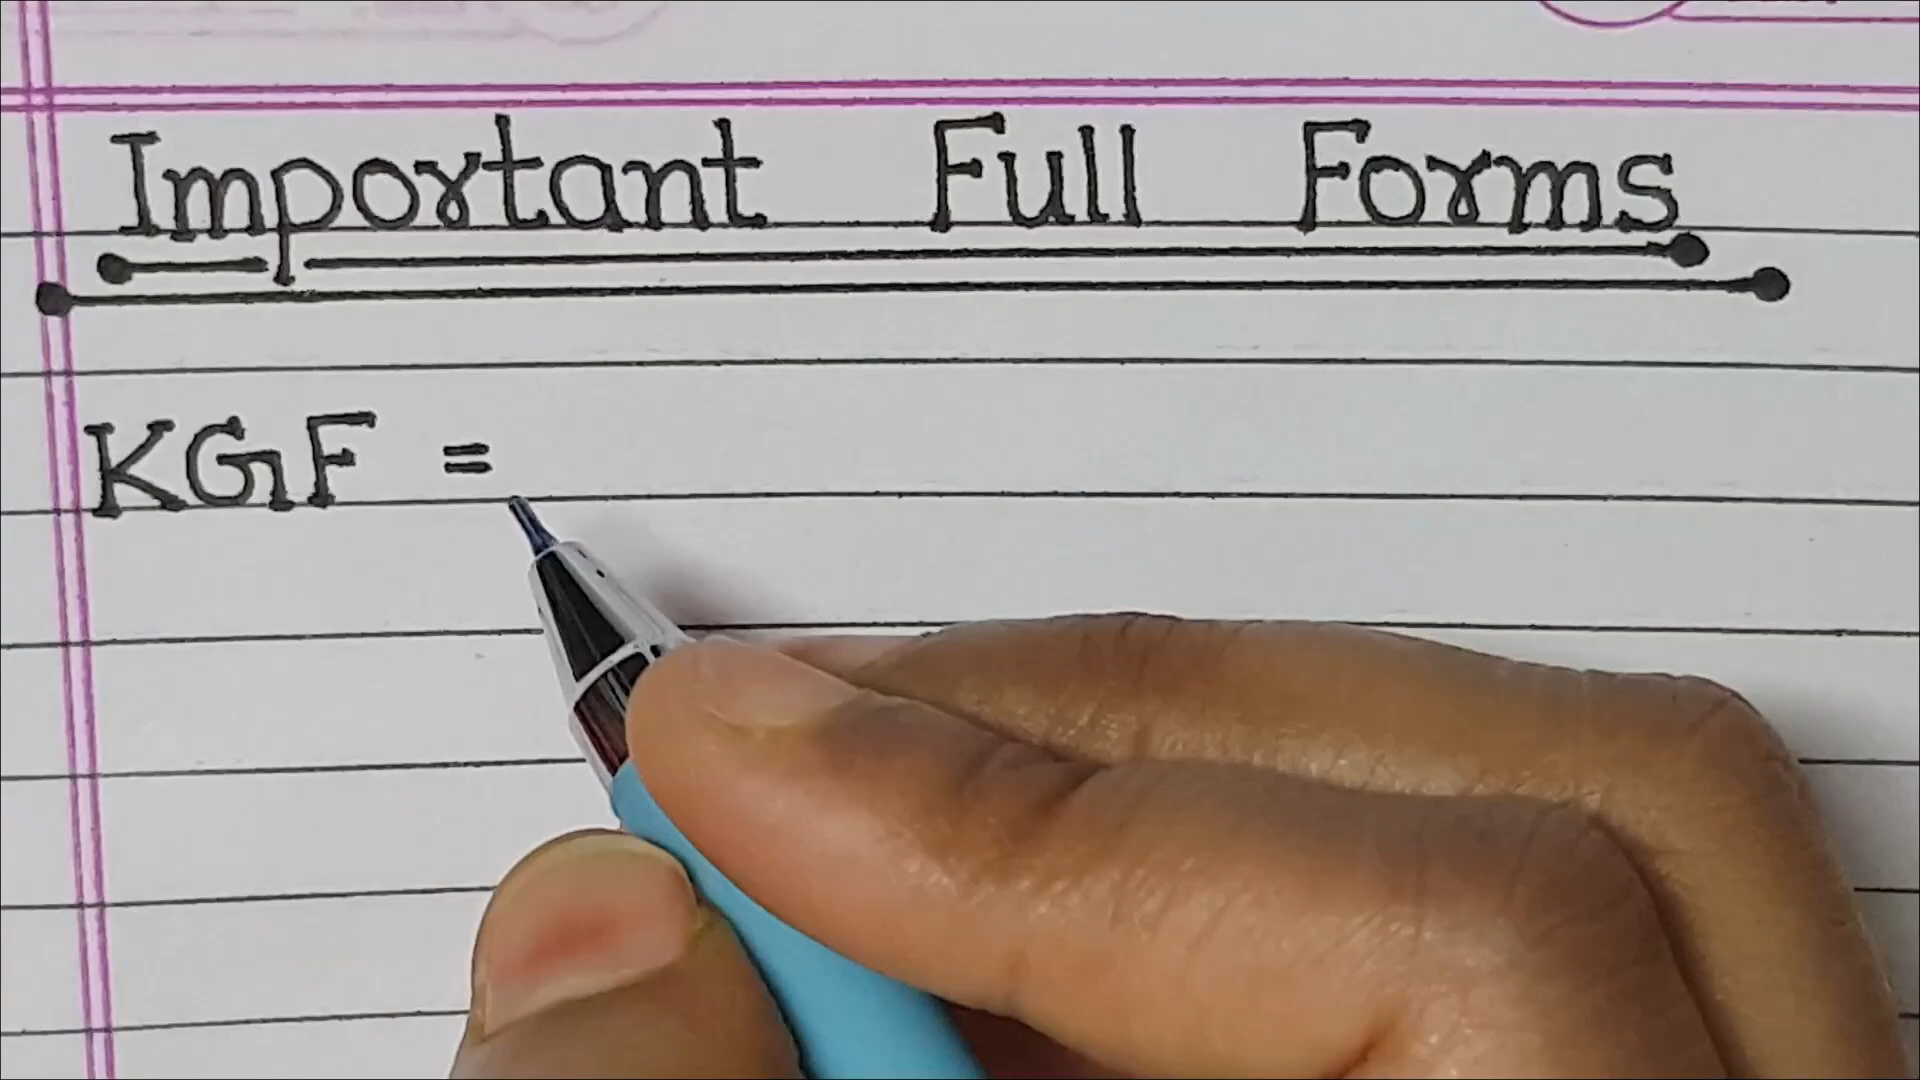 Important Full Forms
KGF =